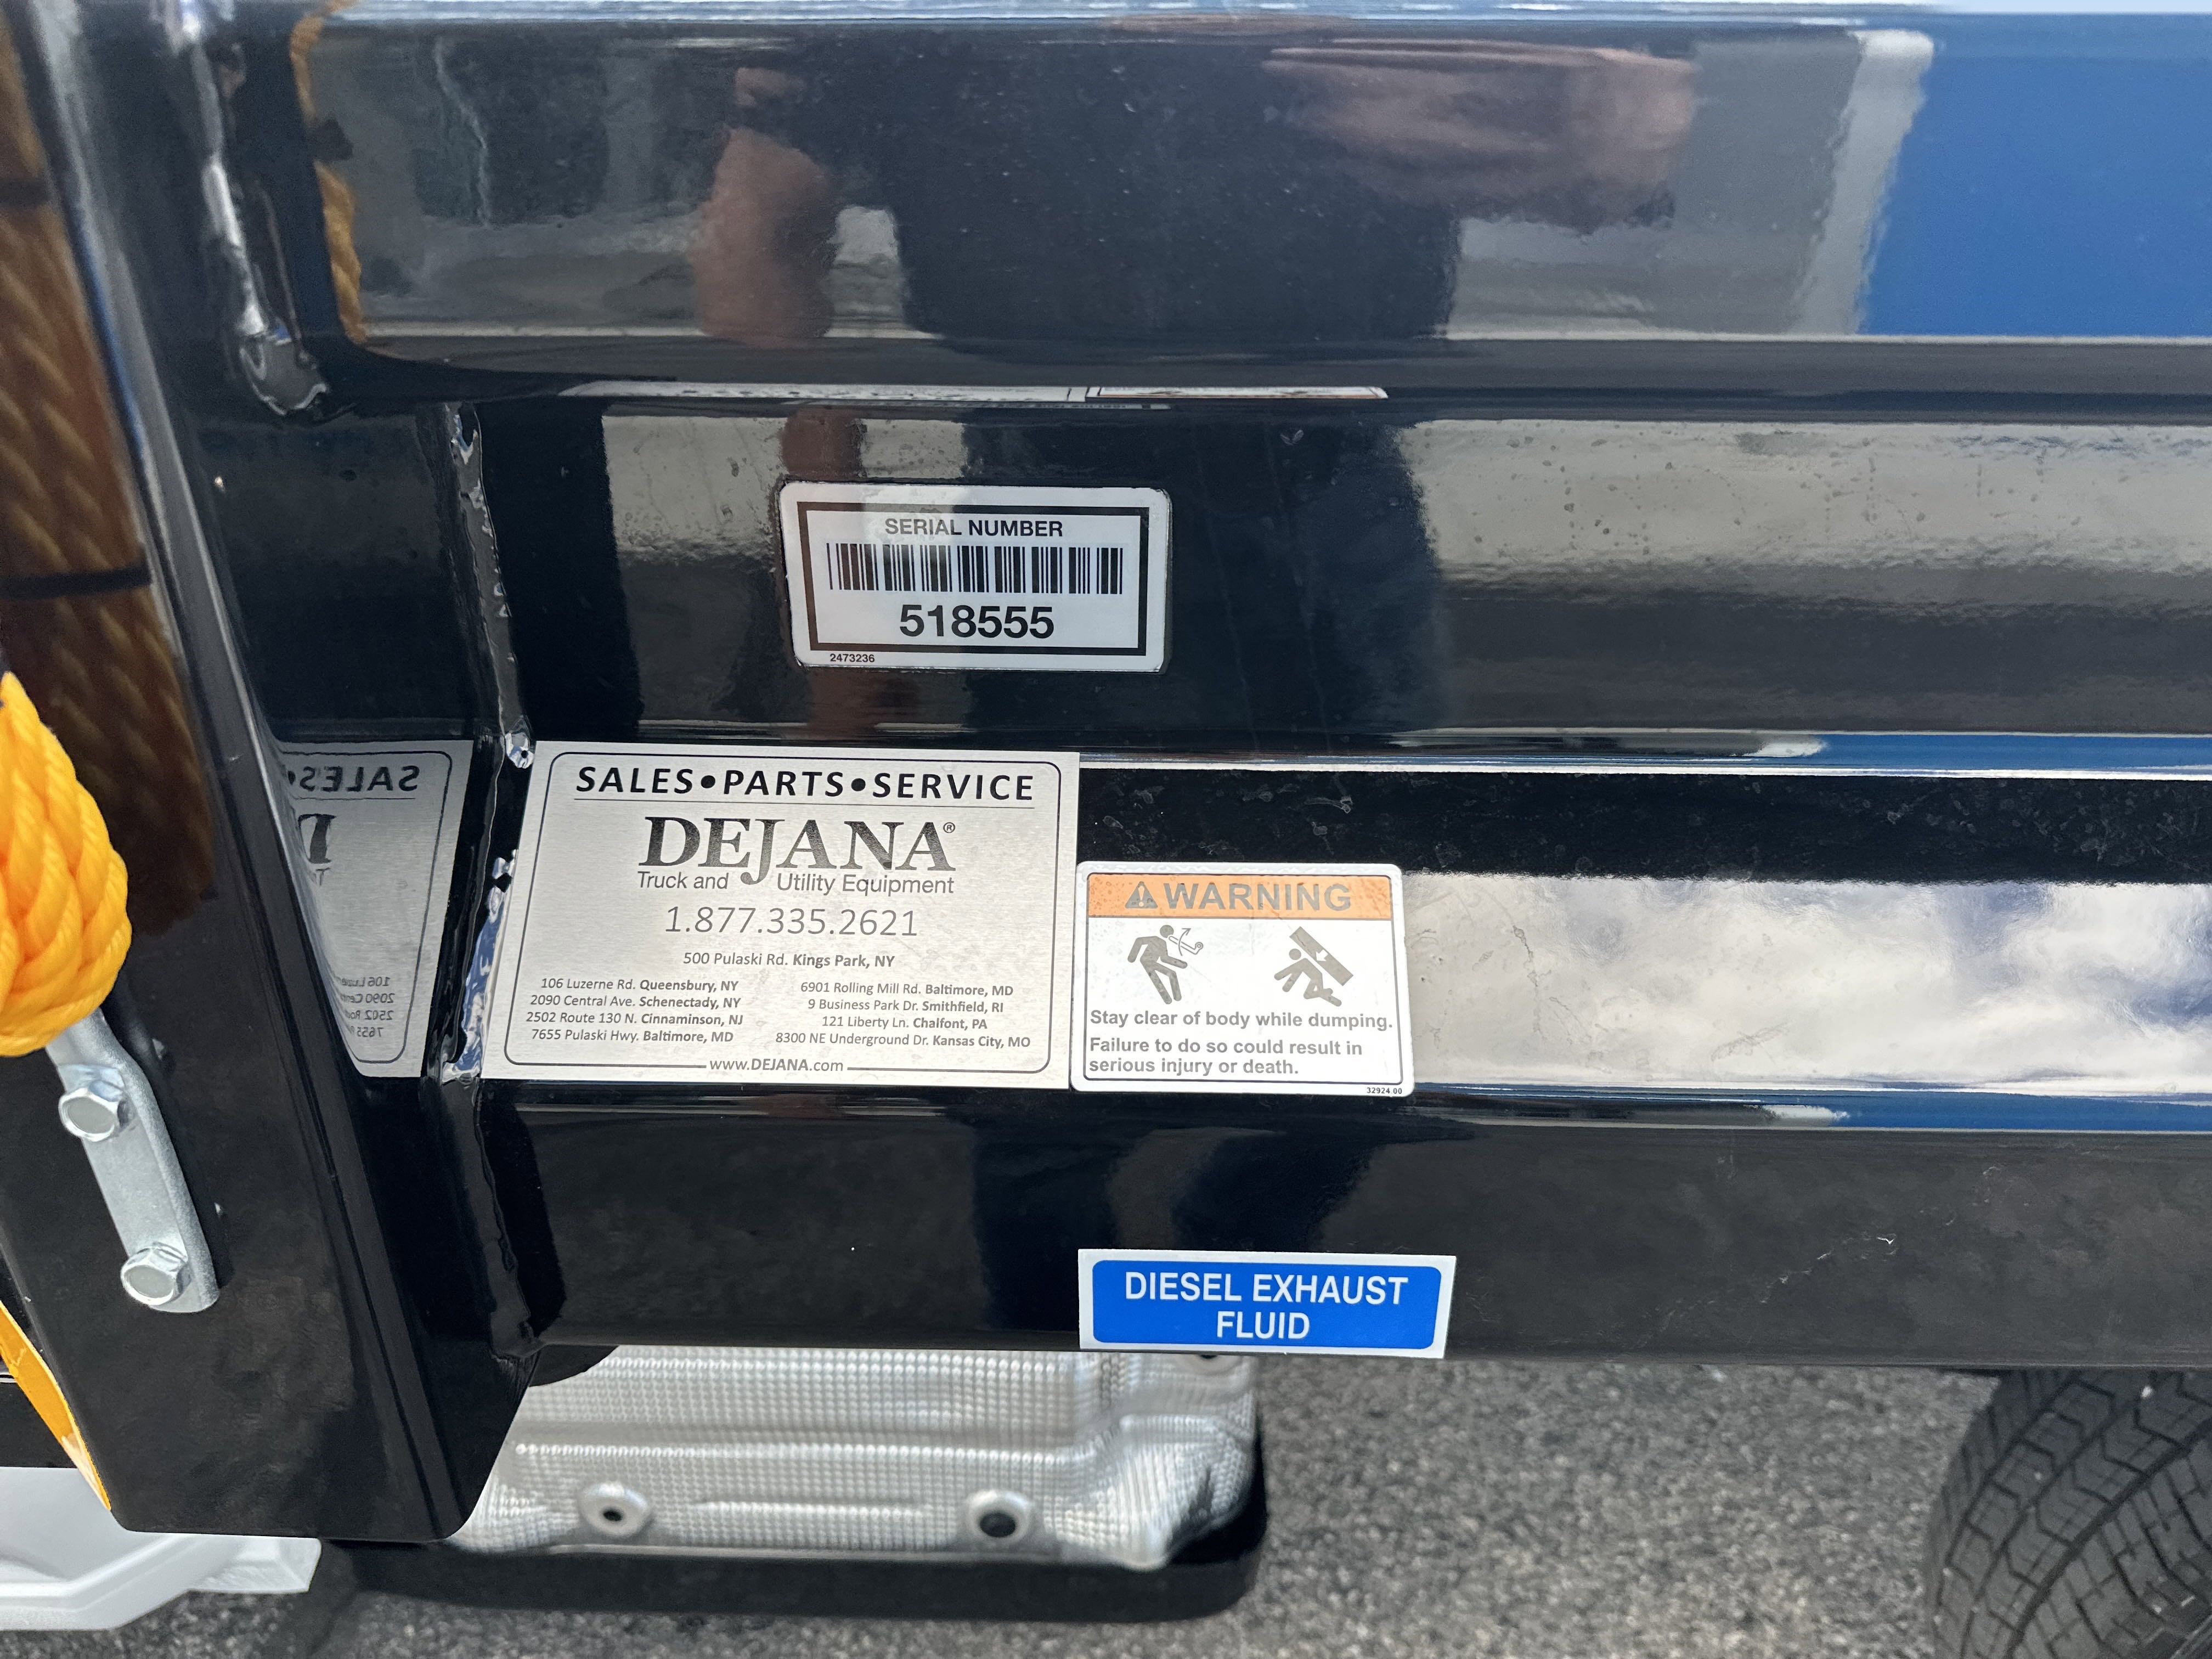 SERIAL NUMBER
518555
2473236
SALES•PARTS•SERVICE
DEJANA®
Truck and Utility Equipment
1.877.335.2621
500 Pulaski Rd. Kings Park, NY
106 Luzerne Rd. Queensbury, NY
2090 Central Ave. Schenectady, NY
2502 Route 130 N. Cinnaminson, NJ
7655 Pulaski Hwy. Baltimore, MD
6901 Rolling Mill Rd. Baltimore, MD
9 Business Park Dr. Smithfield, RI
121 Liberty Ln. Chalfont, PA
8300 NE Underground Dr. Kansas City, MO
www.DEJANA.com
WARNING
Stay clear of body while dumping.
Failure to do so could result in
serious injury or death.
32924 00
DIESEL EXHAUST
FLUID